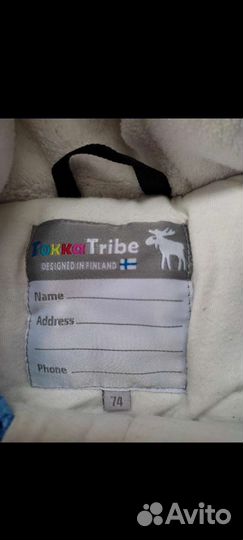 TokkaTribe
DESIGNED IN FINLAND
Name
Address
Phone
74
Avito